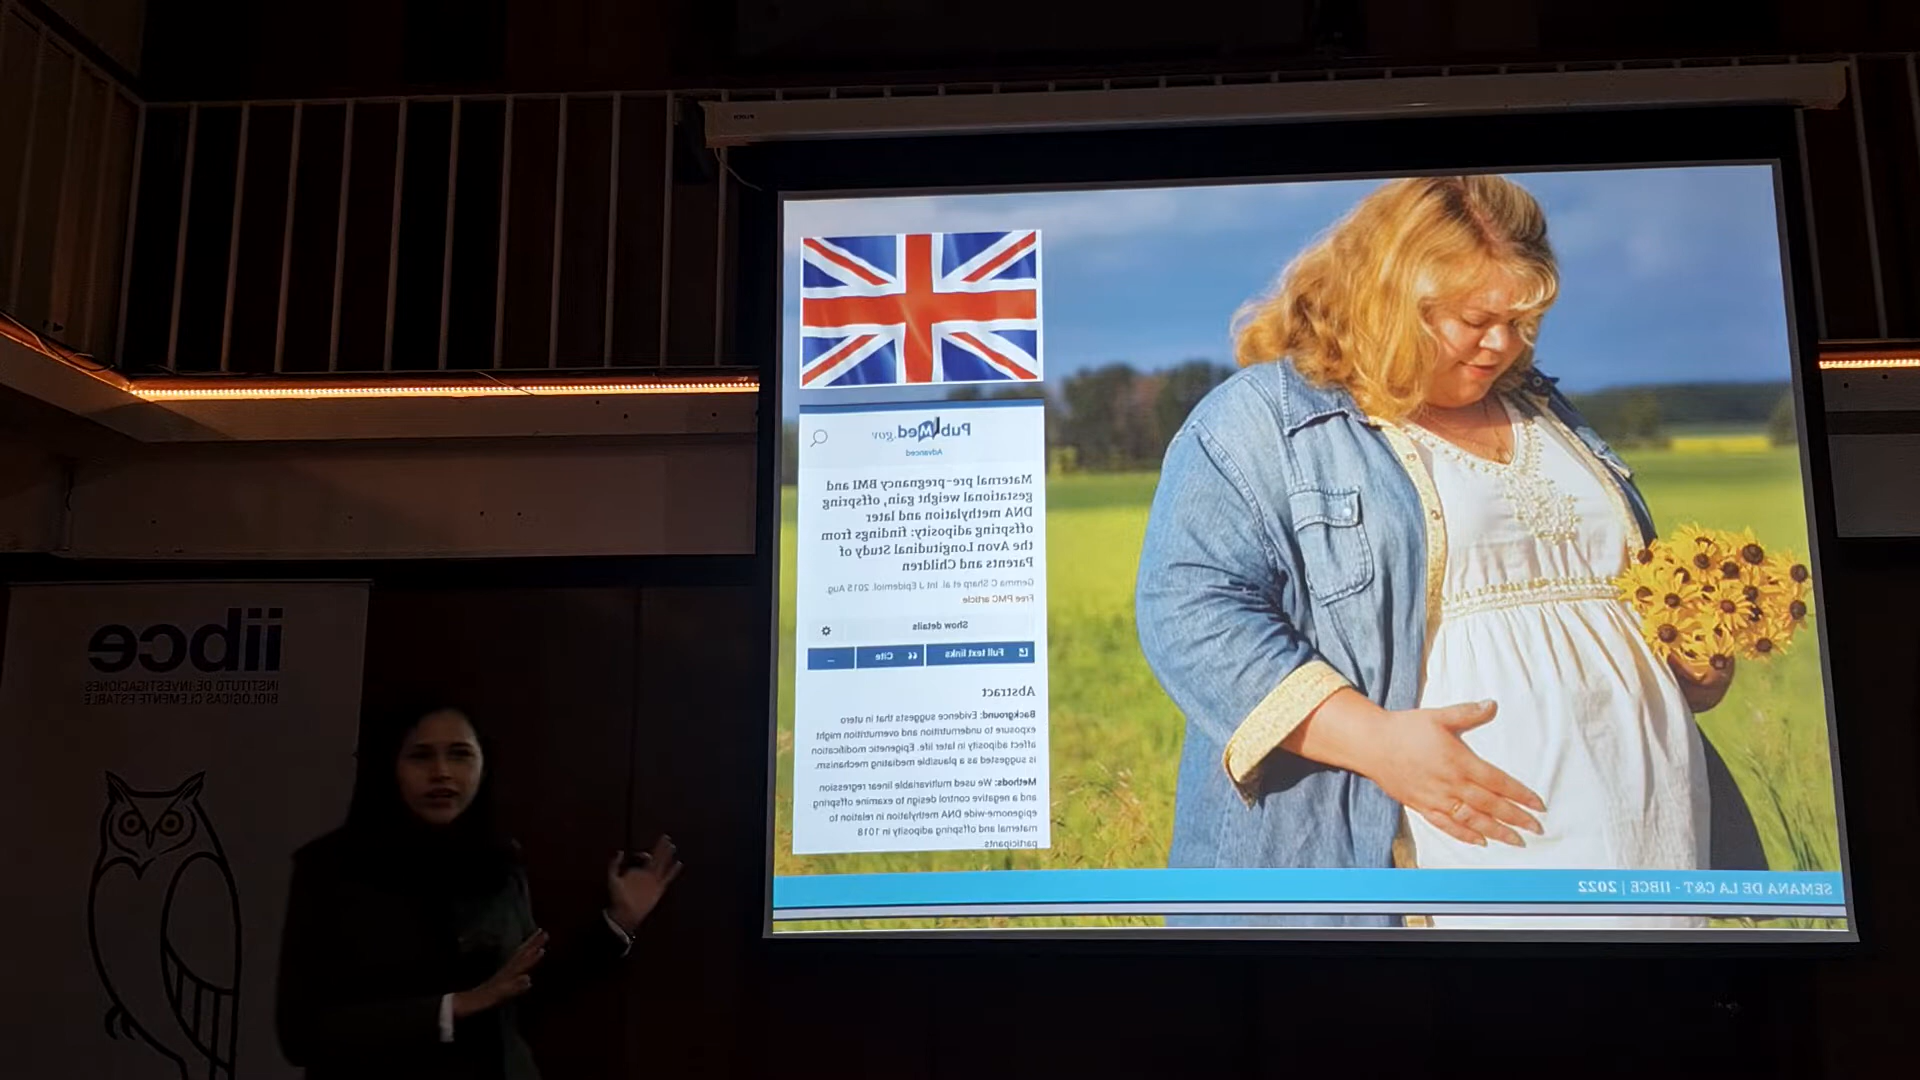 PubMed.gov
Advanced
Maternal pre-pregnancy BMI and
gestational weight gain, offspring
DNA methylation and later
offspring adiposity: findings from
the Avon Longitudinal Study of
Parents and Children
Gemma C Sharp et al. Int J Epidemiol. 2015 Aug.
Free PMC article
Show details
Full text links
Cite
...
Abstract
Background: Evidence suggests that in utero
exposure to undernutrition and overnutrition might
affect adiposity in later life. Epigenetic modification
is suggested as a plausible mediating mechanism.
Methods: We used multivariable linear regression
and a negative control design to examine offspring
epigenome-wide DNA methylation in relation to
maternal and offspring adiposity in 1018
participants.
SEMANA DE LA C&T - IIBCE | 2022
iibce
INSTITUTO DE INVESTIGACIONES
BIOLÓGICAS CLEMENTE ESTABLE